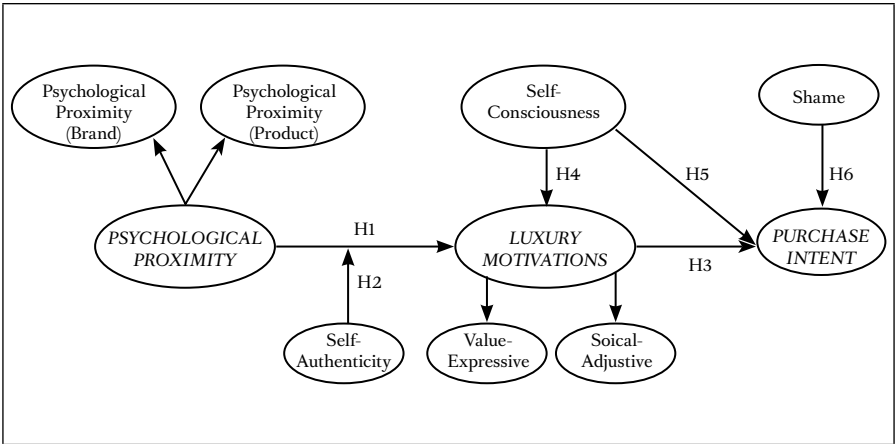 Psychological
Proximity
(Brand)
Psychological
Proximity
(Product)
Self-
Consciousness
Shame
H4
H5
H6
PSYCHOLOGICAL
PROXIMITY
H1
LUXURY
MOTIVATIONS
H3
PURCHASE
INTENT
H2
Self-
Authenticity
Value-
Expressive
Soical-
Adjustive